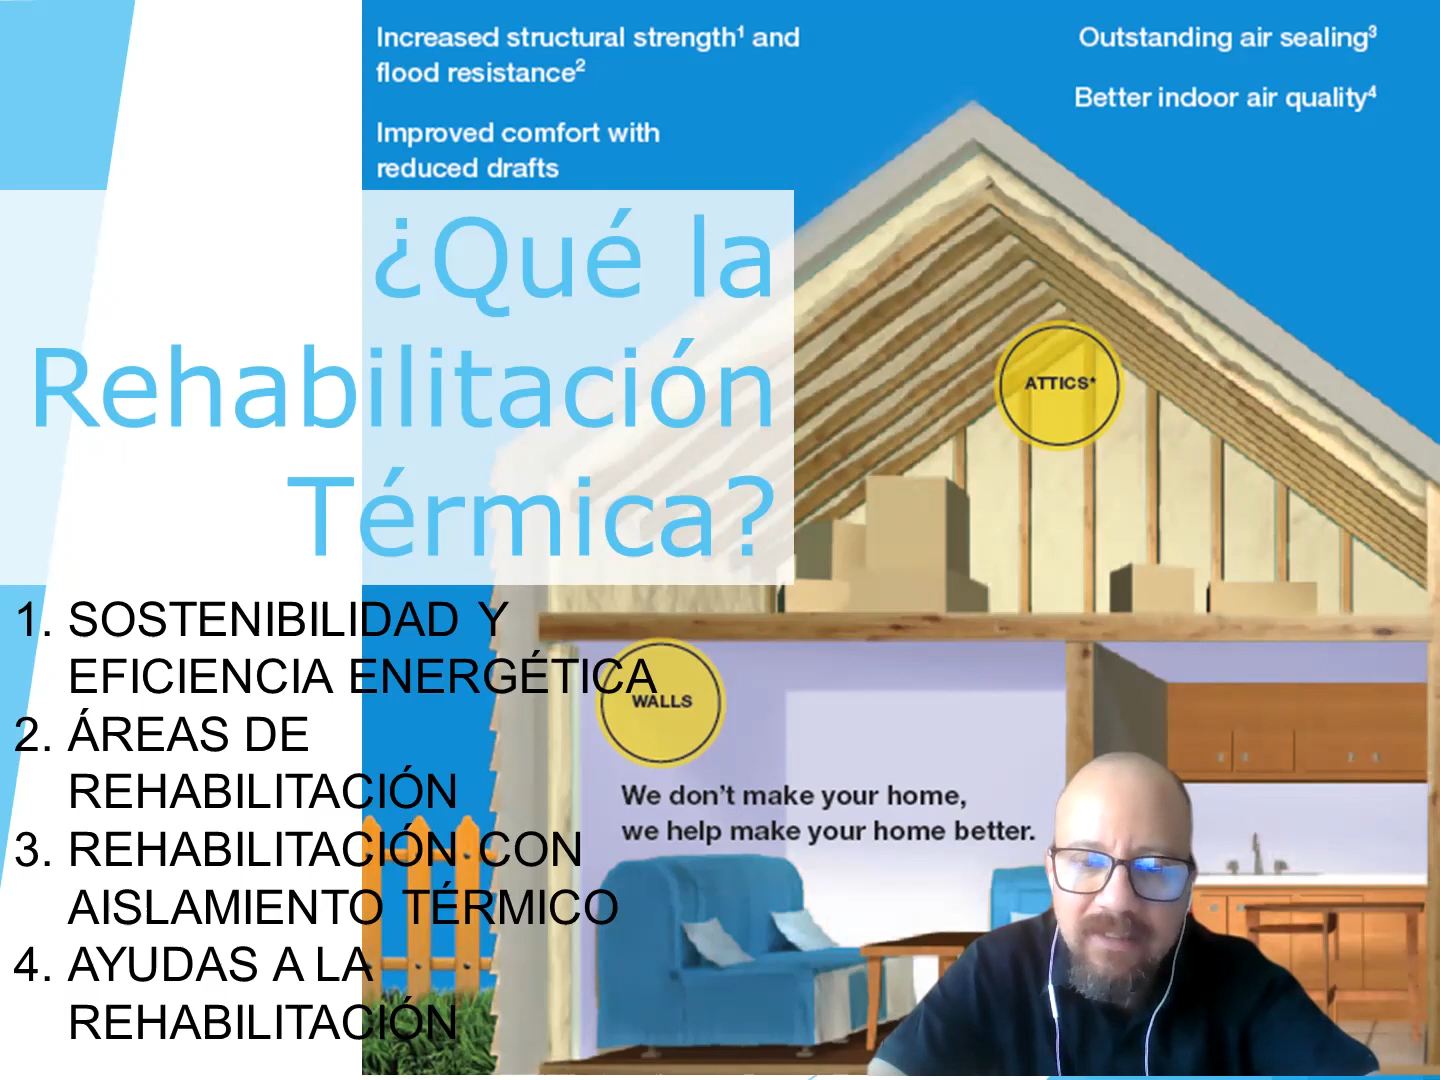 Increased structural strength¹ and
flood resistance²
Improved comfort with
reduced drafts
Outstanding air sealing³
Better indoor air quality⁴
¿Qué la
Rehabilitación
Térmica?
ATTICS*
1. SOSTENIBILIDAD Y
EFICIENCIA ENERGÉTICA
2. ÁREAS DE
REHABILITACIÓN
3. REHABILITACIÓN CON
AISLAMIENTO TÉRMICO
4. AYUDAS A LA
REHABILITACIÓN
WALLS
We don't make your home,
we help make your home better.